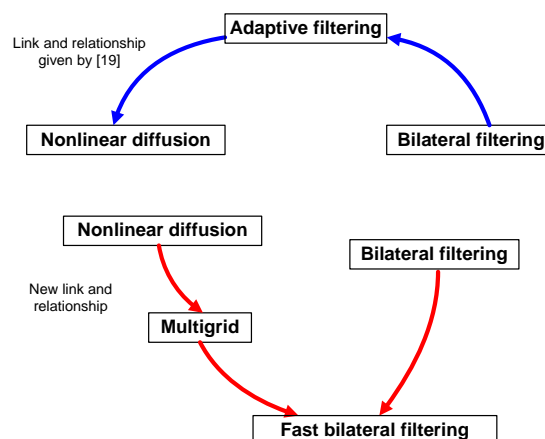 Adaptive filtering
Link and relationship
given by [19]
Nonlinear diffusion
Bilateral filtering
Nonlinear diffusion
Bilateral filtering
New link and
relationship
Multigrid
Fast bilateral filtering